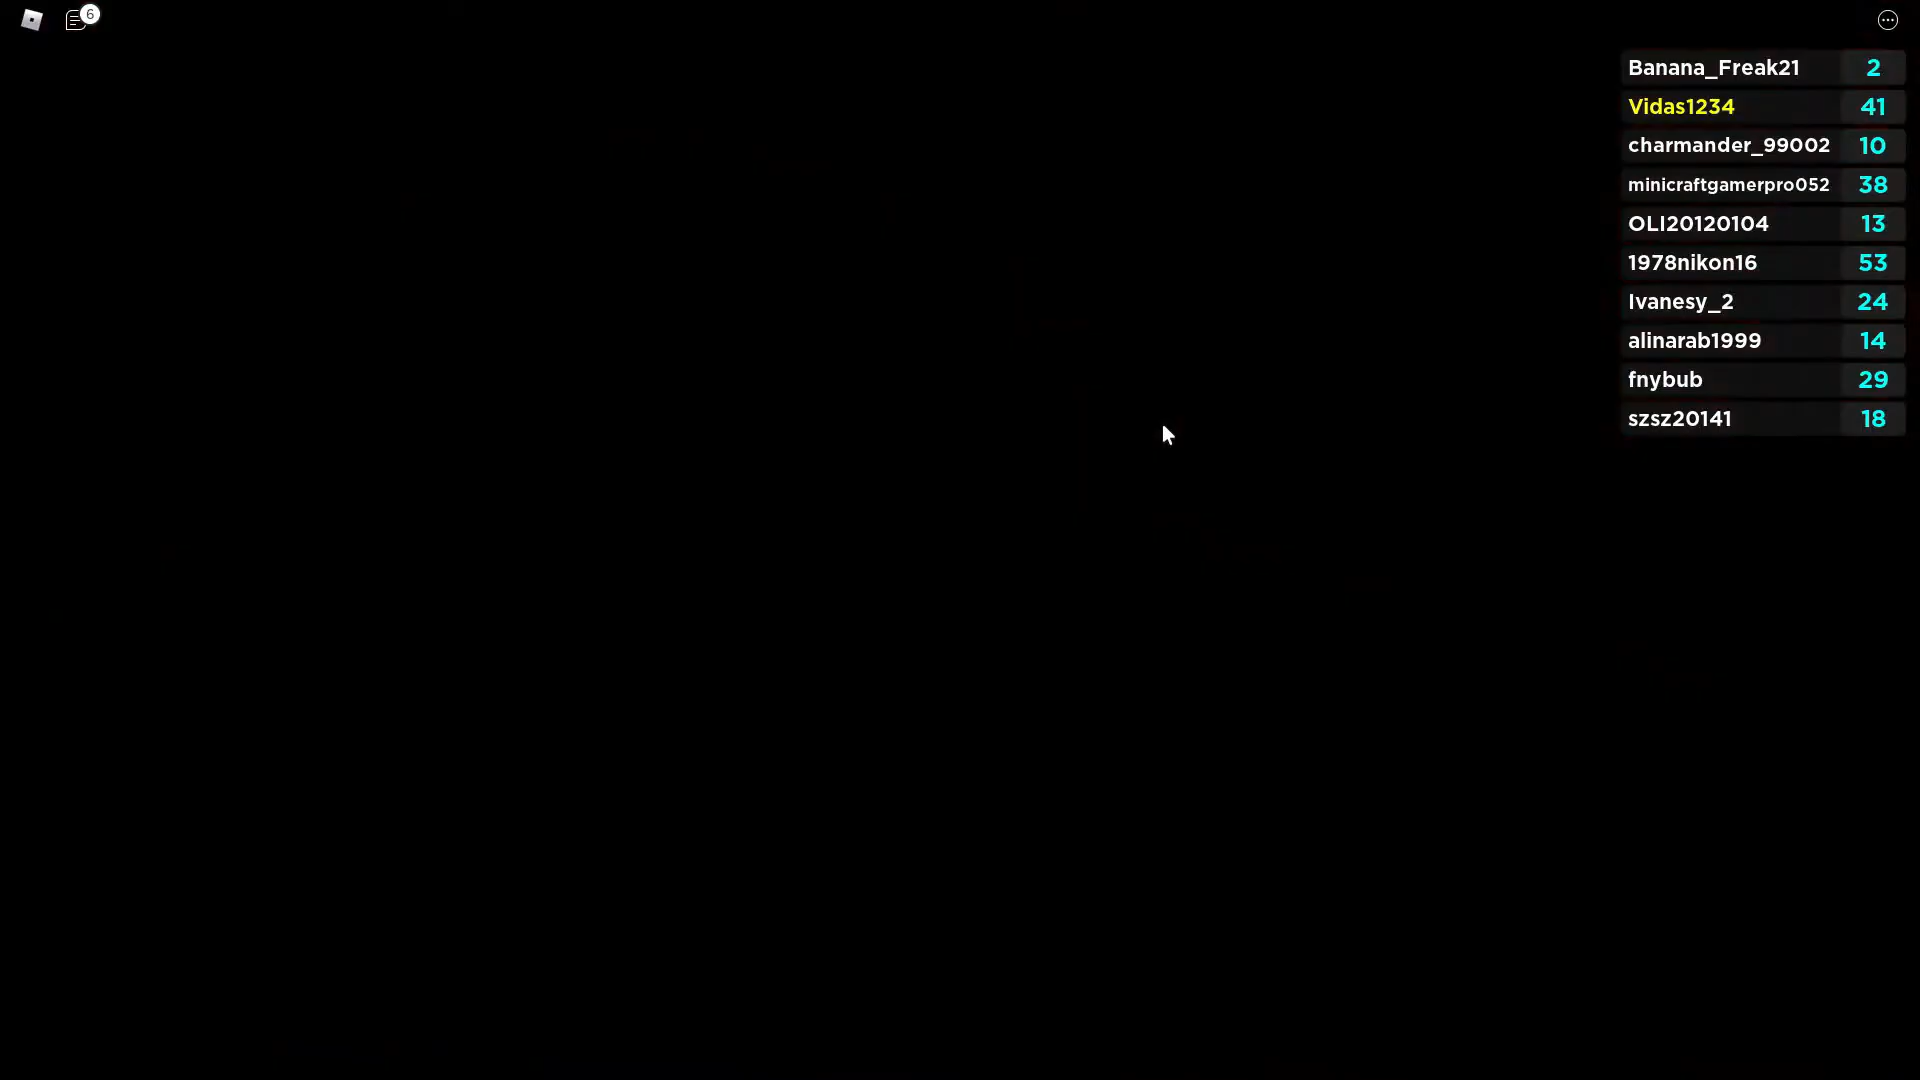 6
Banana_Freak21 2
Vidas1234 41
charmander_99002 10
minicraftgamerpro052 38
OLI20120104 13
1978nikon16 53
Ivanesy_2 24
alinarab1999 14
fnybub 29
szsz20141 18